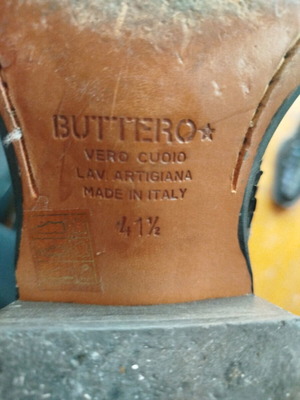 BUTTERO☆
VERO CUOIO
LAV. ARTIGIANA
MADE IN ITALY
41½